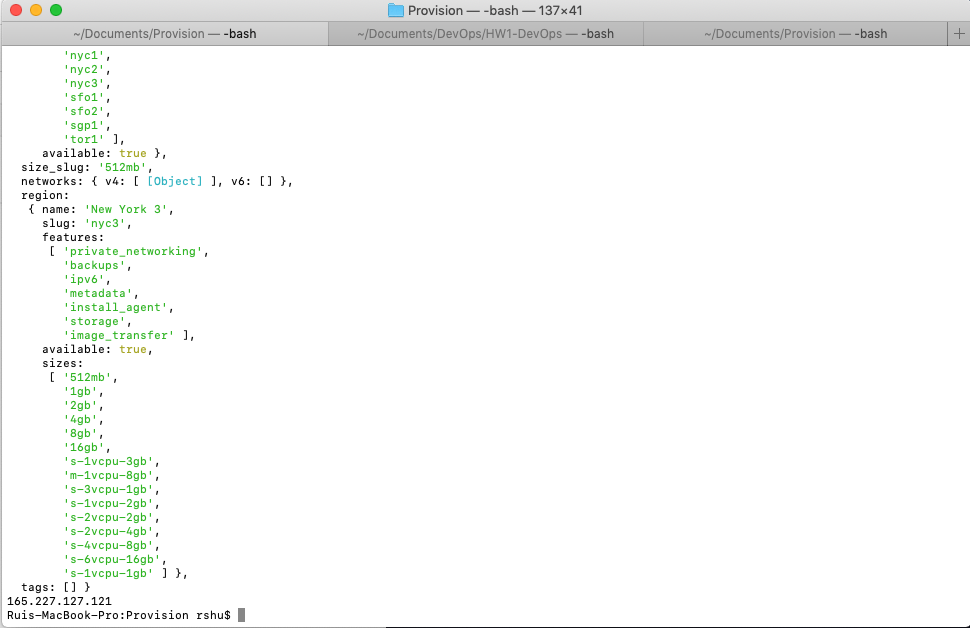 Provision — -bash — 137×41
~/Documents/Provision — -bash
~/Documents/DevOps/HW1-DevOps — -bash
~/Documents/Provision — -bash
'nyc1',
'nyc2',
'nyc3',
'sfo1',
'sfo2',
'sgp1',
'tor1' ],
available: true },
size_slug: '512mb',
networks: { v4: [ [Object] ], v6: [] },
region:
{ name: 'New York 3',
slug: 'nyc3',
features:
[ 'private_networking',
'backups',
'ipv6',
'metadata',
'install_agent',
'storage',
'image_transfer' ],
available: true,
sizes:
[ '512mb',
'1gb',
'2gb',
'4gb',
'8gb',
'16gb',
's-1vcpu-3gb',
'm-1vcpu-8gb',
's-3vcpu-1gb',
's-1vcpu-2gb',
's-2vcpu-2gb',
's-2vcpu-4gb',
's-4vcpu-8gb',
's-6vcpu-16gb',
's-1vcpu-1gb' ] },
tags: [] }
165.227.127.121
Ruis-MacBook-Pro:Provision rshu$